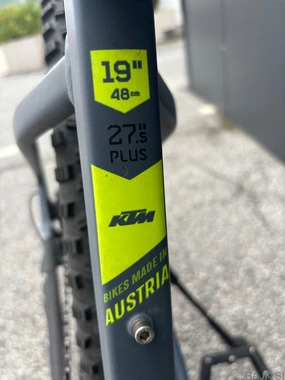 19"
48cm
27.5"
PLUS
KTM
BIKES MADE IN
AUSTRIA